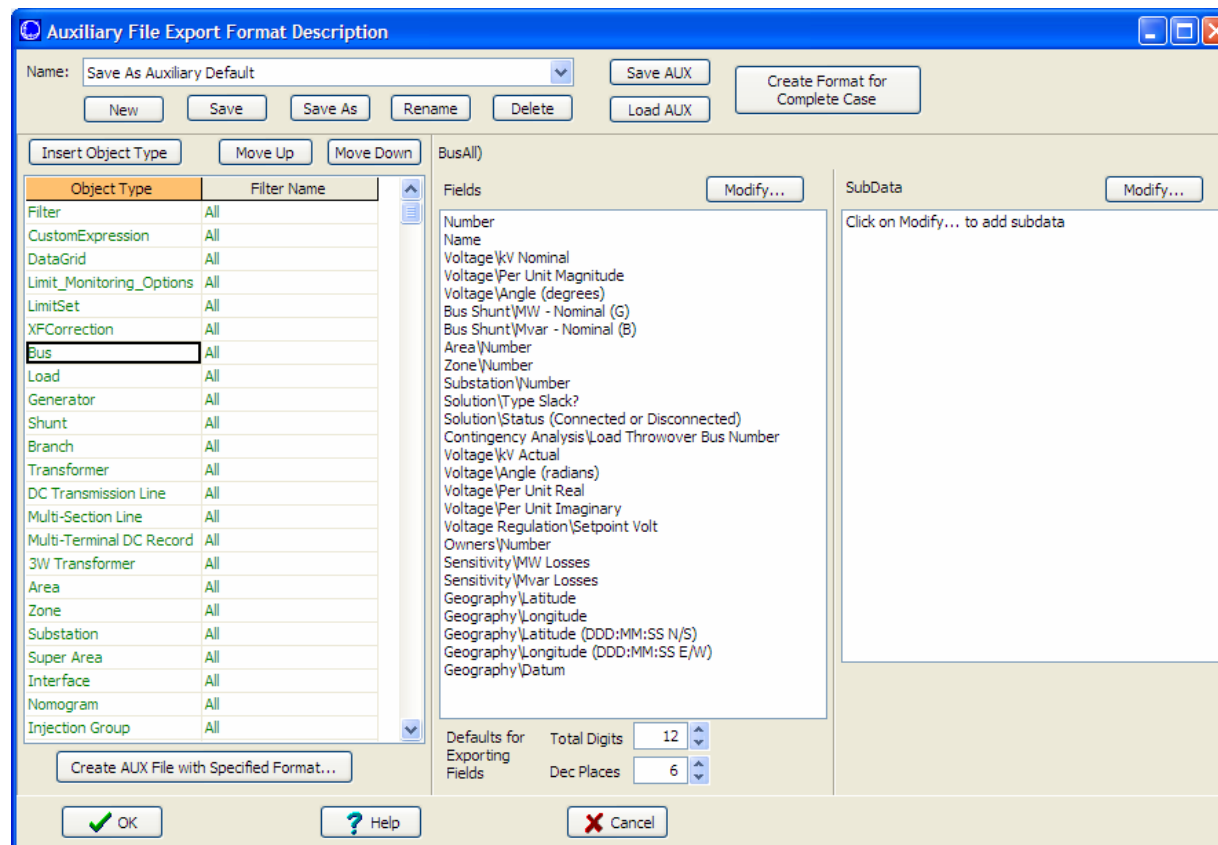 Auxiliary File Export Format Description
Name: Save As Auxiliary Default Save AUX Create Format for
Complete Case
New Save Save As Rename Delete Load AUX
Insert Object Type Move Up Move Down BusAll)
Object Type Filter Name
Filter All
CustomExpression All
DataGrid All
Limit_Monitoring_Options All
LimitSet All
XFCorrection All
Bus All
Load All
Generator All
Shunt All
Branch All
Transformer All
DC Transmission Line All
Multi-Section Line All
Multi-Terminal DC Record All
3W Transformer All
Area All
Zone All
Substation All
Super Area All
Interface All
Nomogram All
Injection Group All
Create AUX File with Specified Format...
Fields Modify...
Number
Name
Voltage\kV Nominal
Voltage\Per Unit Magnitude
Voltage\Angle (degrees)
Bus Shunt\MW - Nominal (G)
Bus Shunt\Mvar - Nominal (B)
Area\Number
Zone\Number
Substation\Number
Solution\Type Slack?
Solution\Status (Connected or Disconnected)
Contingency Analysis\Load Throwover Bus Number
Voltage\kV Actual
Voltage\Angle (radians)
Voltage\Per Unit Real
Voltage\Per Unit Imaginary
Voltage Regulation\Setpoint Volt
Owners\Number
Sensitivity\MW Losses
Sensitivity\Mvar Losses
Geography\Latitude
Geography\Longitude
Geography\Latitude (DDD:MM:SS N/S)
Geography\Longitude (DDD:MM:SS E/W)
Geography\Datum
Defaults for
Exporting
Fields
Total Digits 12
Dec Places 6
SubData Modify...
Click on Modify... to add subdata
OK Help Cancel